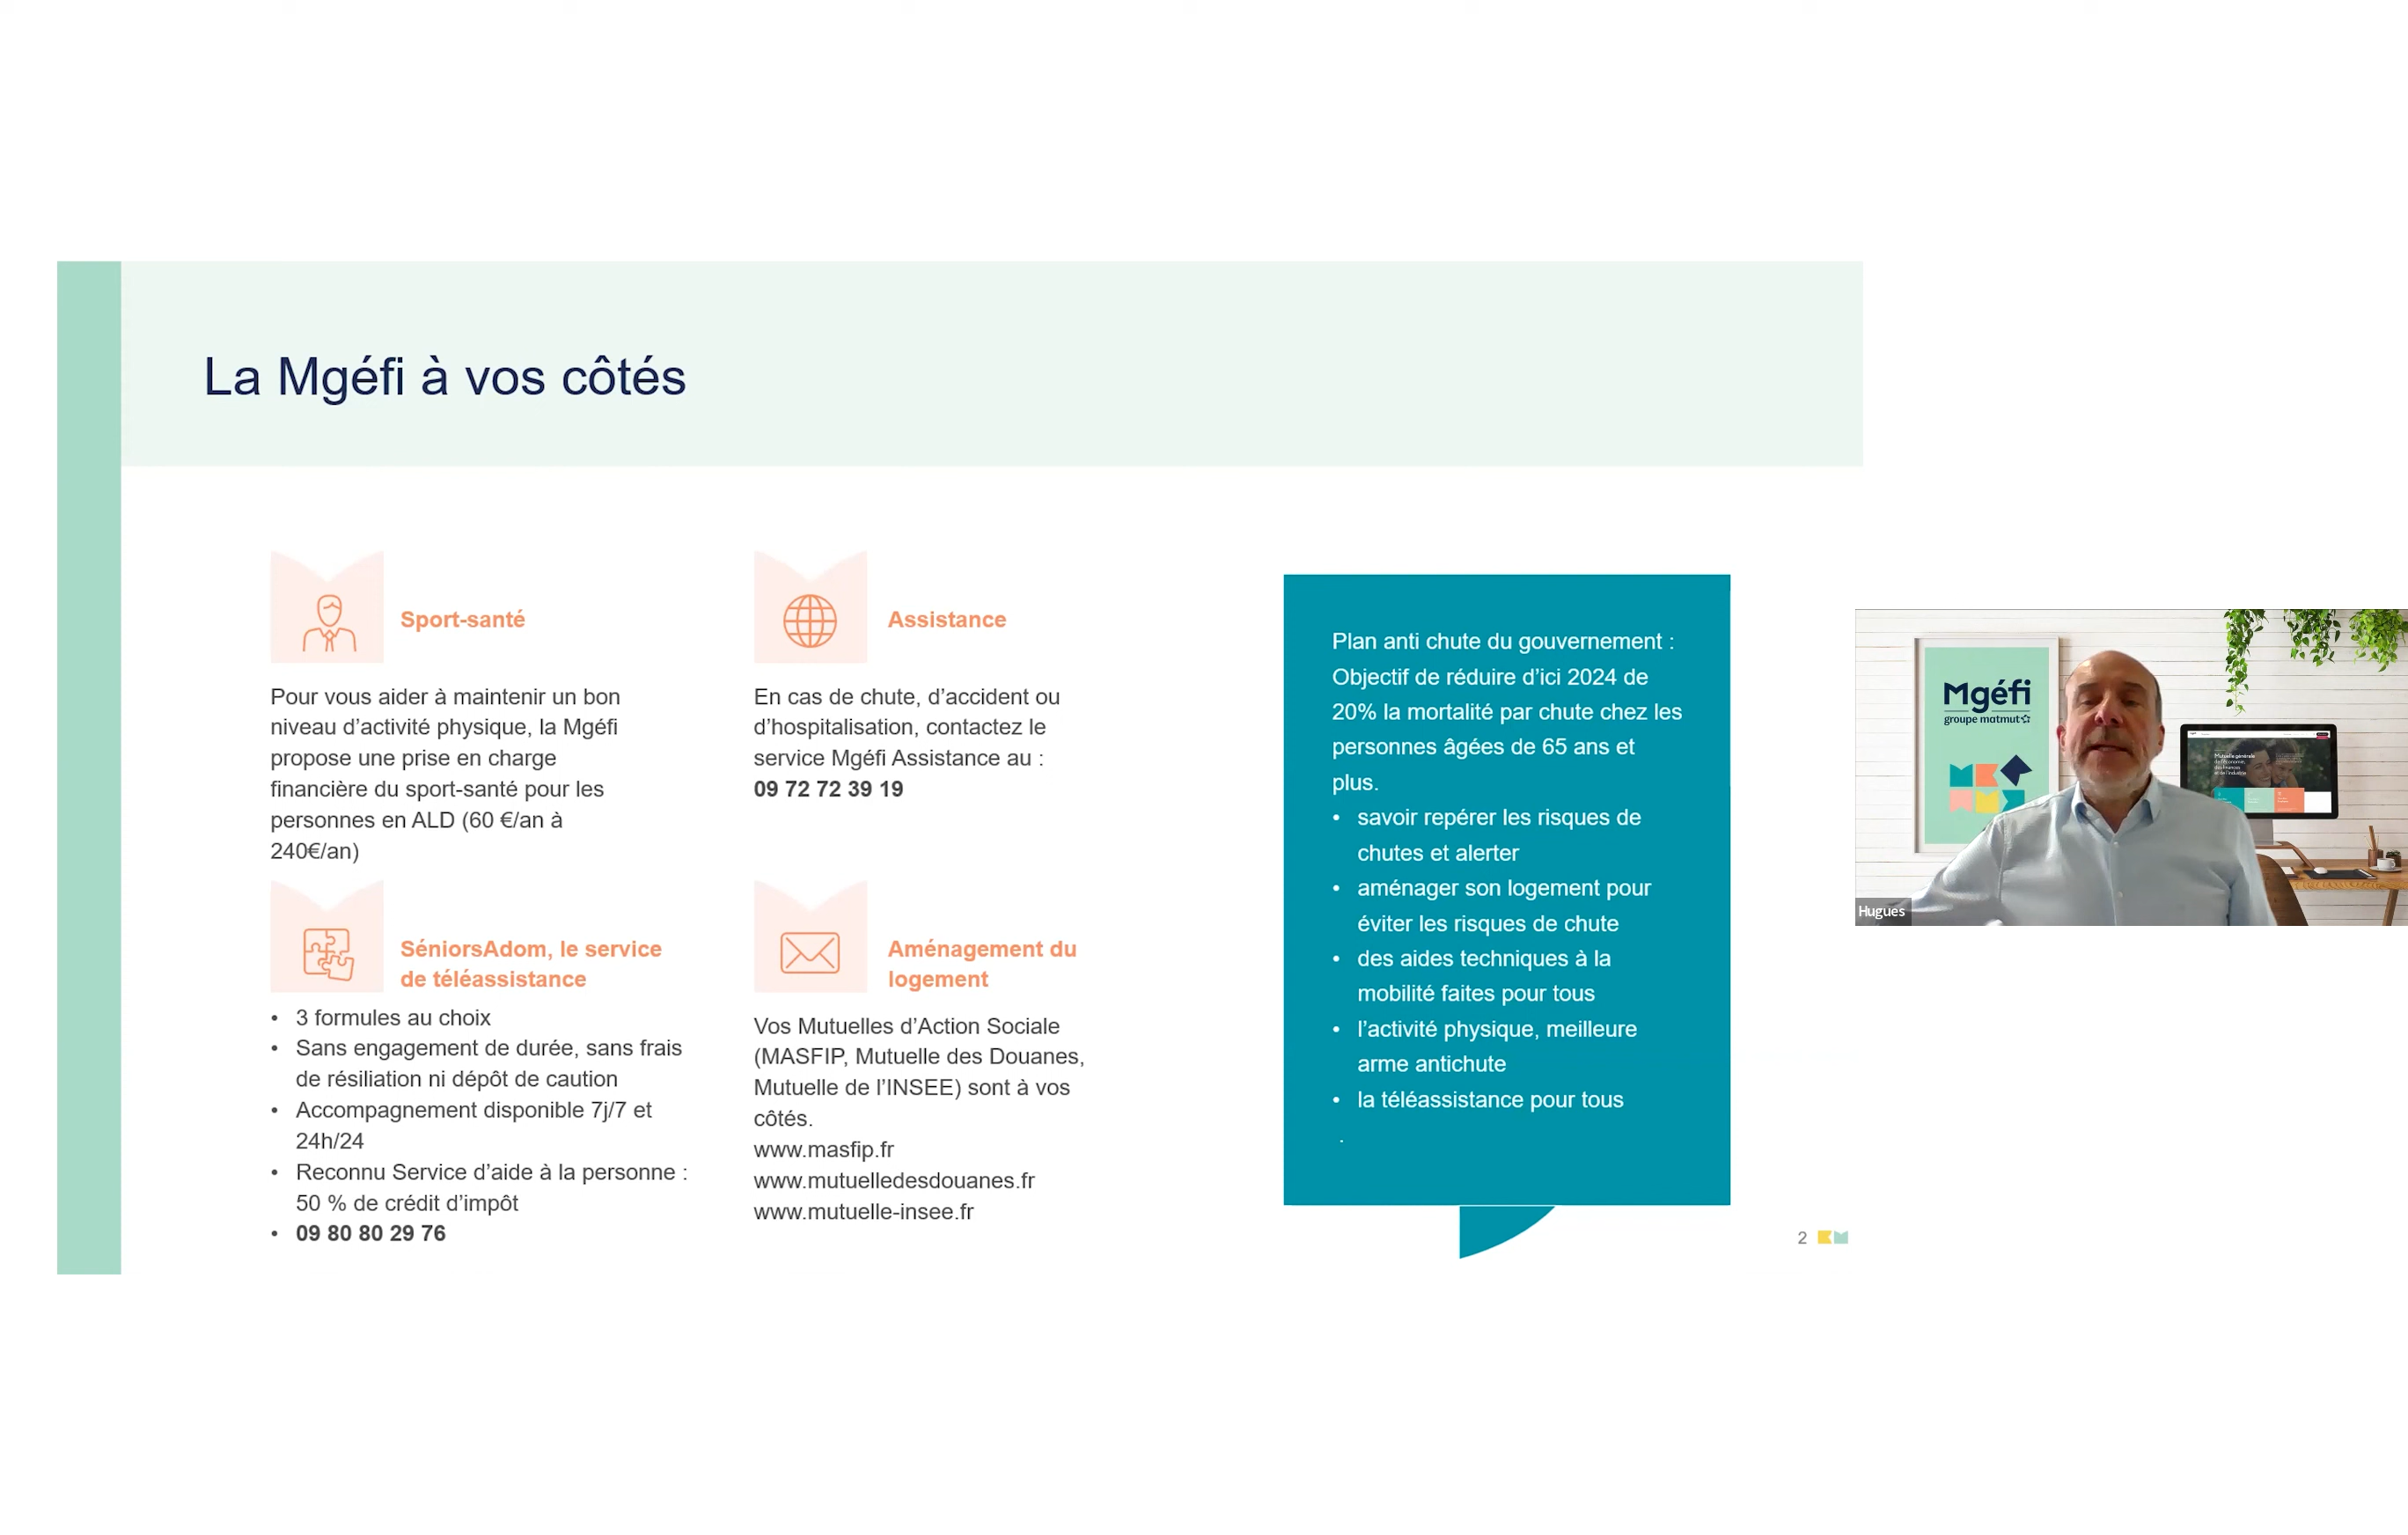 La Mgéfi à vos côtés
Sport-santé
Pour vous aider à maintenir un bon
niveau d’activité physique, la Mgéfi
propose une prise en charge
financière du sport-santé pour les
personnes en ALD (60 €/an à
240€/an)
Assistance
En cas de chute, d’accident ou
d’hospitalisation, contactez le
service Mgéfi Assistance au :
09 72 72 39 19
SéniorsAdom, le service
de téléassistance
• 3 formules au choix
• Sans engagement de durée, sans frais
de résiliation ni dépôt de caution
• Accompagnement disponible 7j/7 et
24h/24
• Reconnu Service d’aide à la personne :
50 % de crédit d’impôt
• 09 80 80 29 76
Aménagement du
logement
Vos Mutuelles d’Action Sociale
(MASFIP, Mutuelle des Douanes,
Mutuelle de l’INSEE) sont à vos
côtés.
www.masfip.fr
www.mutuelledesdouanes.fr
www.mutuelle-insee.fr
Plan anti chute du gouvernement :
Objectif de réduire d’ici 2024 de
20% la mortalité par chute chez les
personnes âgées de 65 ans et
plus.
• savoir repérer les risques de
chutes et alerter
• aménager son logement pour
éviter les risques de chute
• des aides techniques à la
mobilité faites pour tous
• l’activité physique, meilleure
arme antichute
• la téléassistance pour tous
.
2
Mgéfi
groupe matmut
Hugues